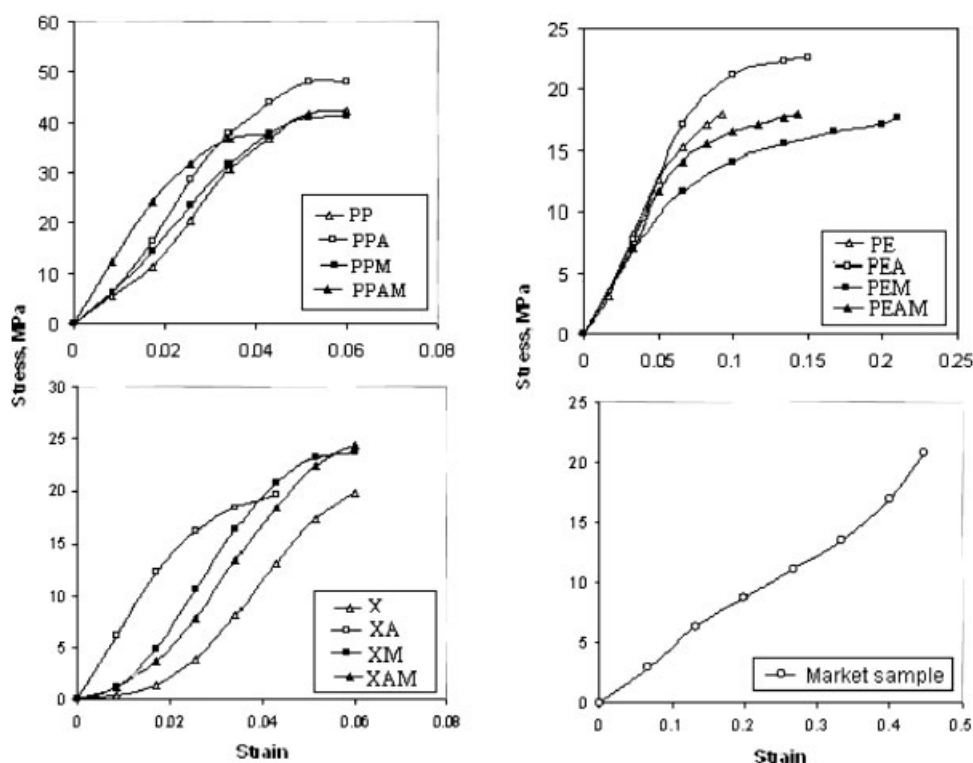 60
50
40
30
20
10
0
0 0.02 0.04 0.06 0.08
PP
PPA
PPM
PPAM
Stress, MPa
25
20
15
10
5
0
0 0.05 0.1 0.15 0.2 0.25
PE
PEA
PEM
PEAM
Stress, MPa
30
25
20
15
10
5
0
0 0.02 0.04 0.06 0.08
X
XA
XM
XAM
Strain
25
20
15
10
5
0
0 0.1 0.2 0.3 0.4 0.5
Market sample
Strain